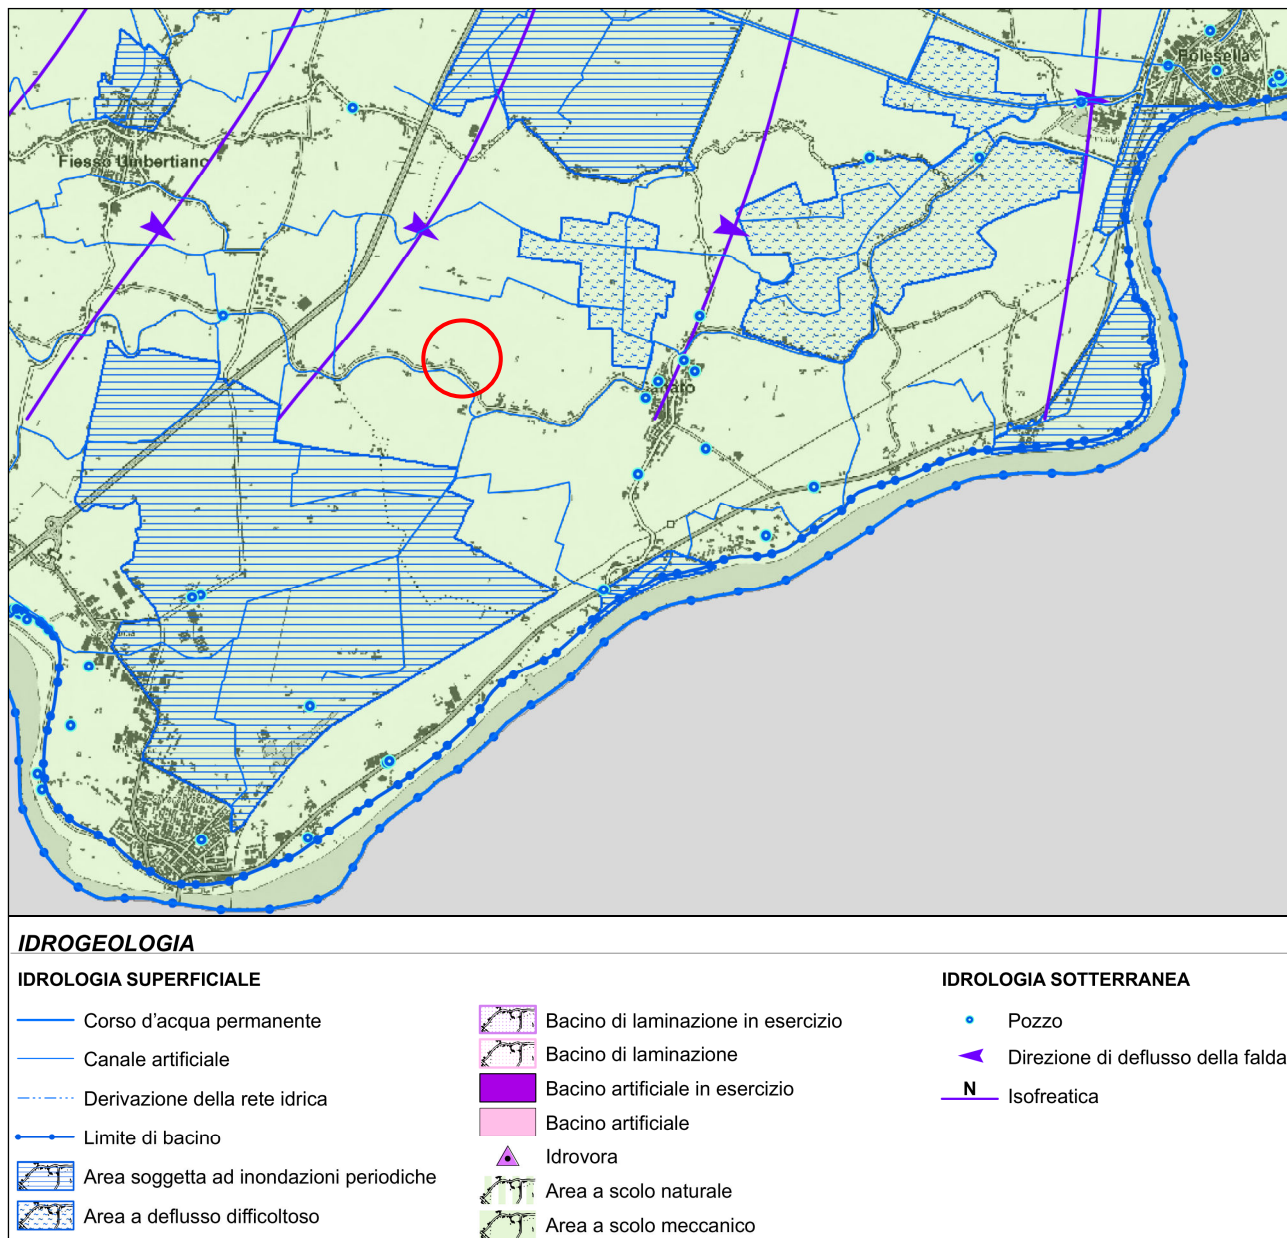 Polesella
Fiesso Umbertiano
IDROGEOLOGIA
IDROLOGIA SUPERFICIALE
Corso d'acqua permanente
Canale artificiale
Derivazione della rete idrica
Limite di bacino
Area soggetta ad inondazioni periodiche
Area a deflusso difficoltoso
Bacino di laminazione in esercizio
Bacino di laminazione
Bacino artificiale in esercizio
Bacino artificiale
Idrovora
Area a scolo naturale
Area a scolo meccanico
IDROLOGIA SOTTERRANEA
Pozzo
Direzione di deflusso della falda
N
Isofreatica